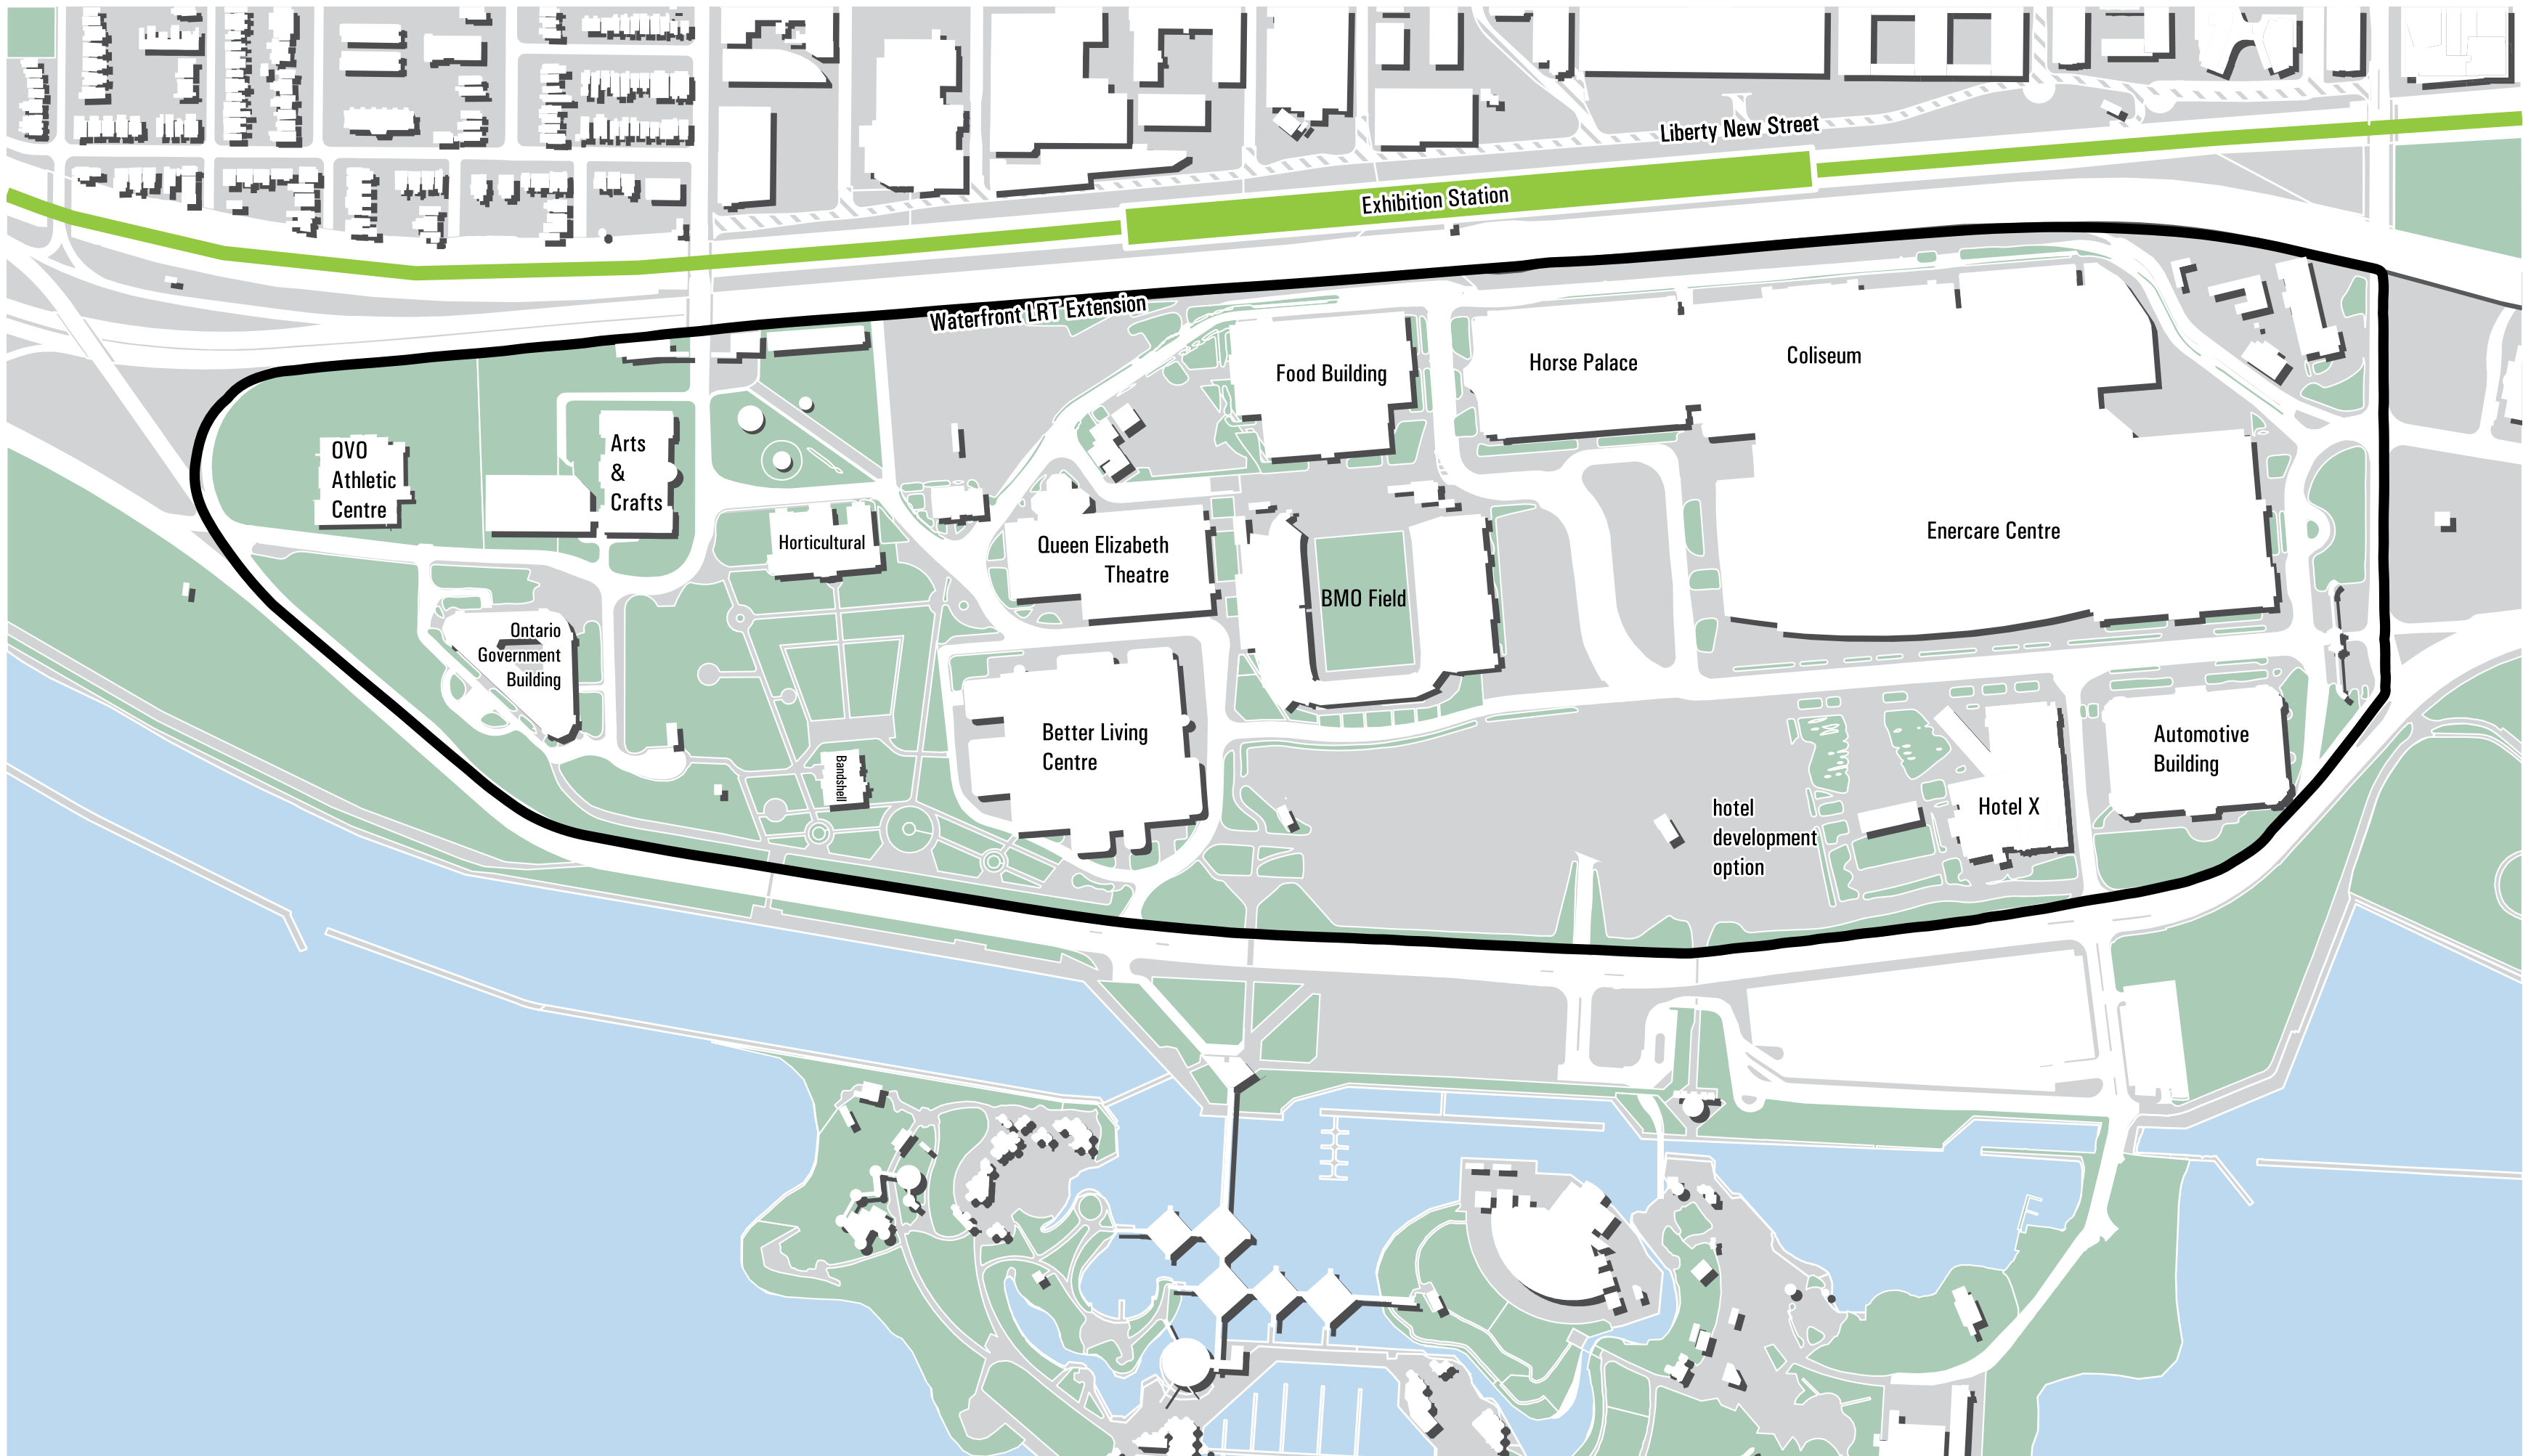 Liberty New Street
Exhibition Station
Waterfront LRT Extension
Food Building
Horse Palace
Coliseum
OVO
Athletic
Centre
Arts
&
Crafts
Horticultural
Queen Elizabeth
Theatre
BMO Field
Enercare Centre
Ontario
Government
Building
Better Living
Centre
Bandshell
Automotive
Building
Hotel X
hotel
development
option